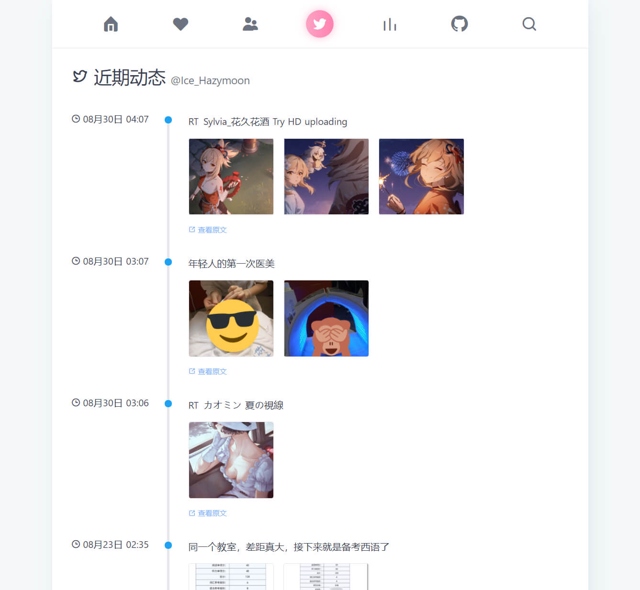 近期动态 @Ice_Hazymoon
08月30日 04:07
RT Sylvia_花久花酒 Try HD uploading
查看原文
08月30日 03:07
年轻人的第一次医美
查看原文
08月30日 03:06
RT カオミン 夏の視線
查看原文
08月23日 02:35
同一个教室，差距真大，接下来就是备考西语了